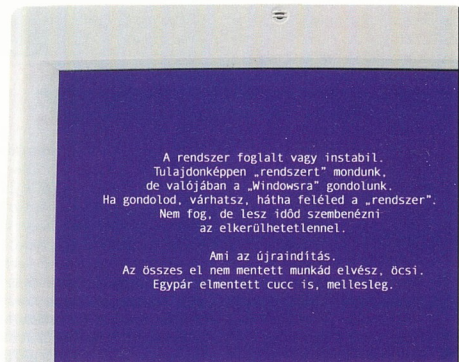 A rendszer foglalt vagy instabil.
Tulajdonképpen „rendszert” mondunk,
de valójában a „Windowsra” gondolunk.
Ha gondolod, várhatsz, hátha feléled a „rendszer”.
Nem fog, de lesz időd szembenézni
az elkerülhetetlennel.
Ami az újraindítás.
Az összes el nem mentett munkád elvész, öcsi.
Egypár elmentett cucc is, mellesleg.